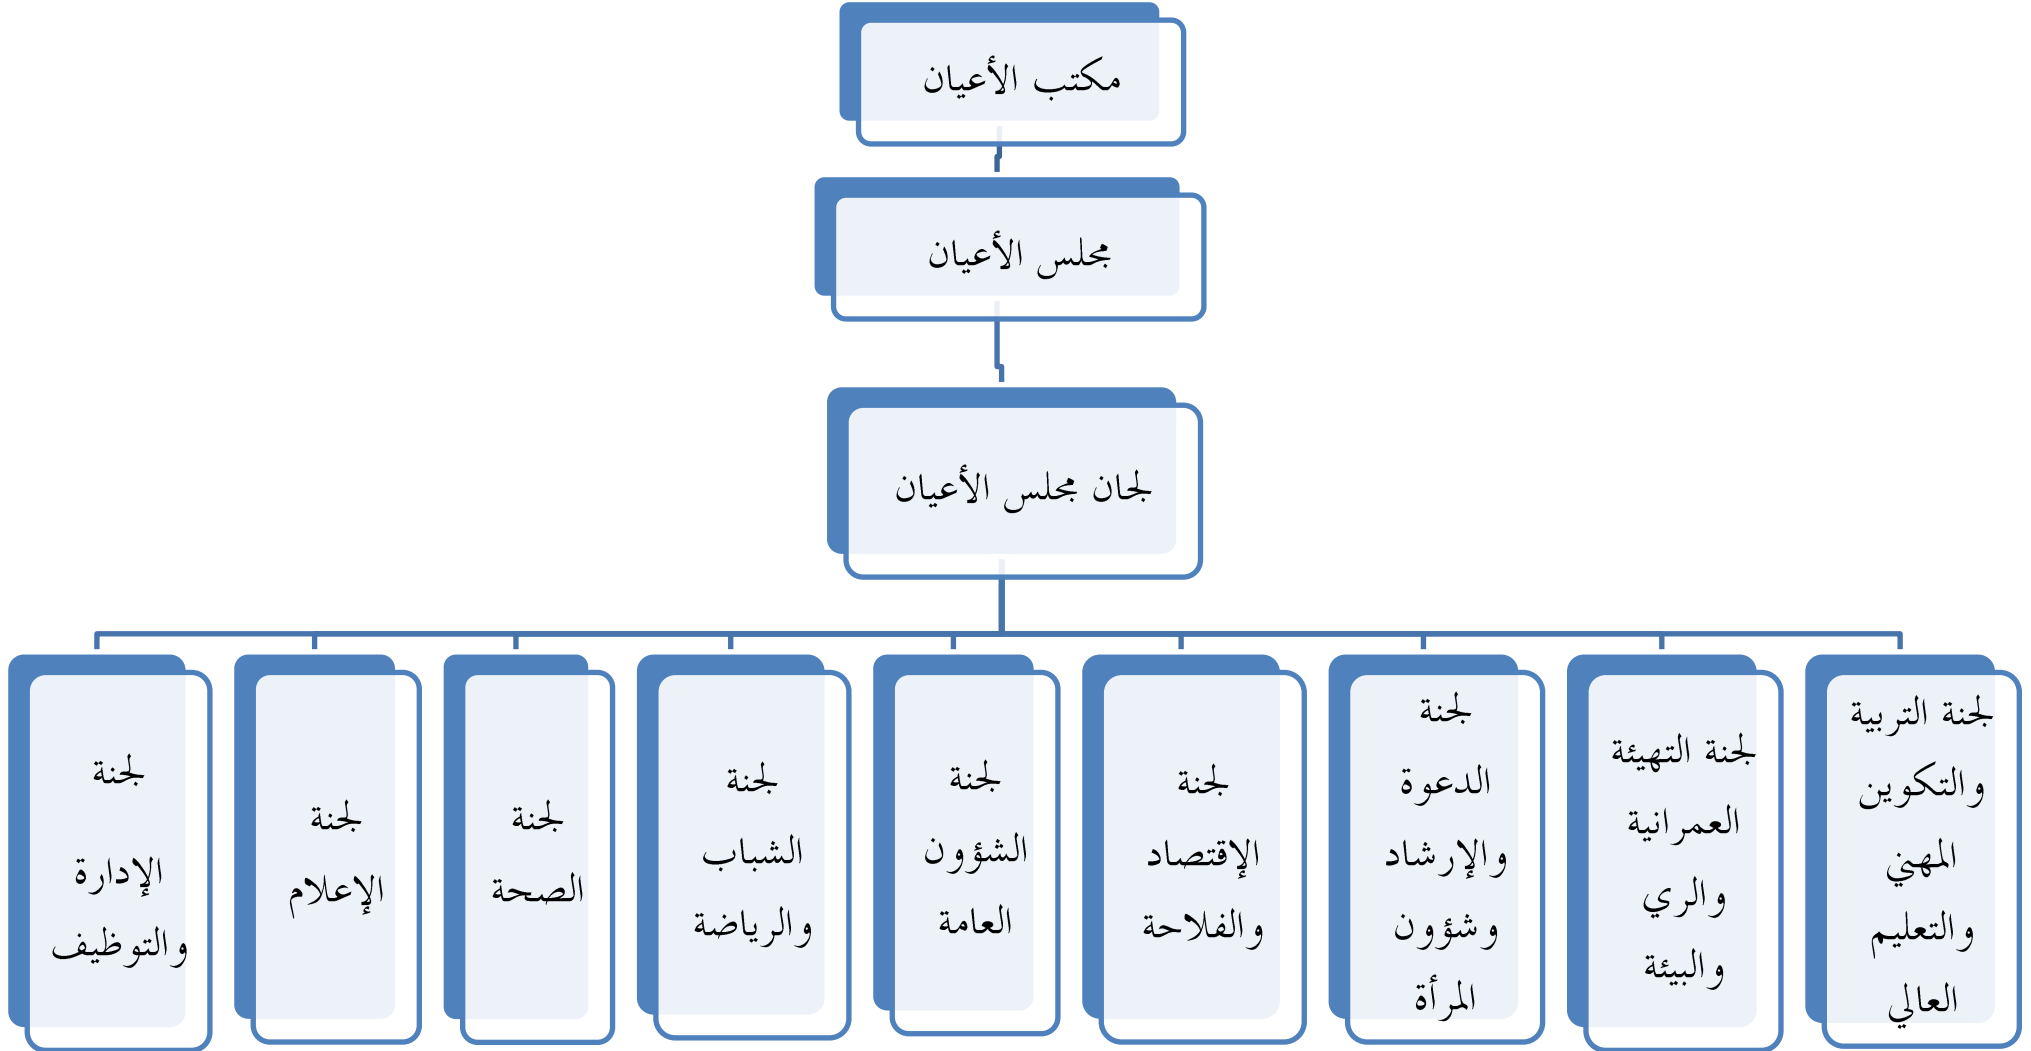 مكتب الأعيان
مجلس الأعيان
لجان مجلس الأعيان
لجنة التربية
والتكوين
المهني
والتعليم
العالي
لجنة التهيئة
العمرانية
والري
والبيئة
لجنة
الدعوة
والإرشاد
وشؤون
المرأة
لجنة
الإقتصاد
والفلاحة
لجنة
الشؤون
العامة
لجنة
الشباب
والرياضة
لجنة
الصحة
لجنة
الإعلام
لجنة
الإدارة
والتوظيف